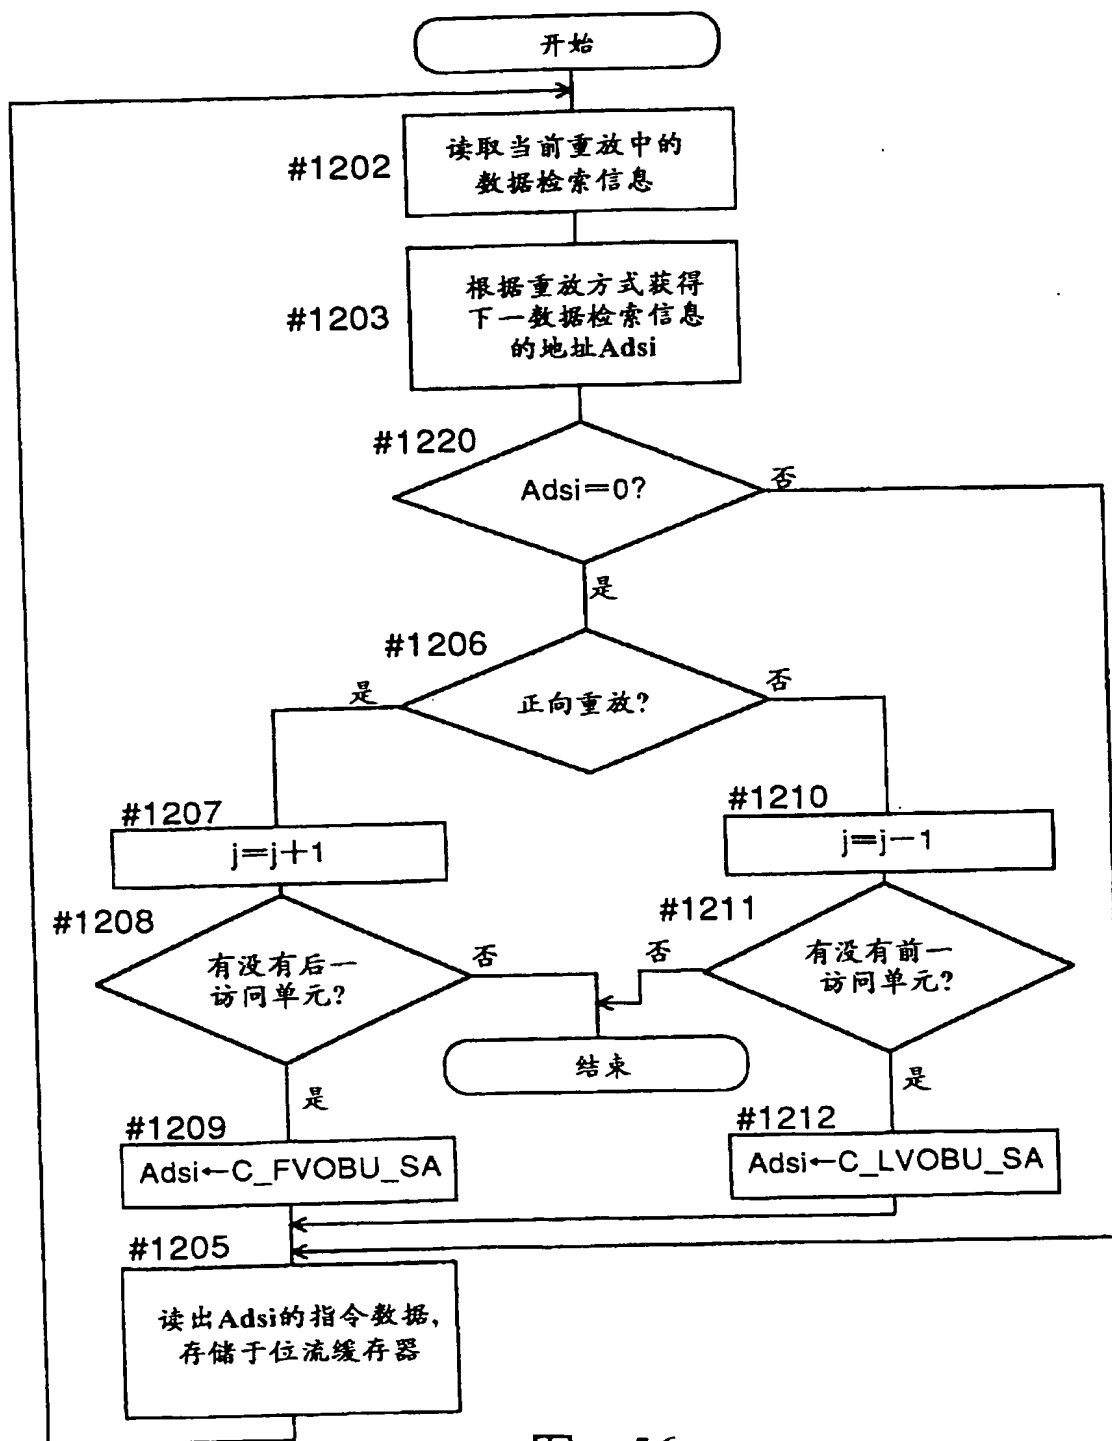 开始
#1202
读取当前重放中的
数据检索信息
#1203
根据重放方式获得
下一数据检索信息
的地址Adsi
#1220
Adsi=0?
否
是
#1206
正向重放?
是
否
#1207
j=j+1
#1210
j=j-1
#1208
有没有后一
访问单元?
否
#1211
有没有前一
访问单元?
否
结束
是
是
#1209
Adsi←C_FVOBU_SA
#1212
Adsi←C_LVOBU_SA
#1205
读出Adsi的指令数据,
存储于位流缓存器